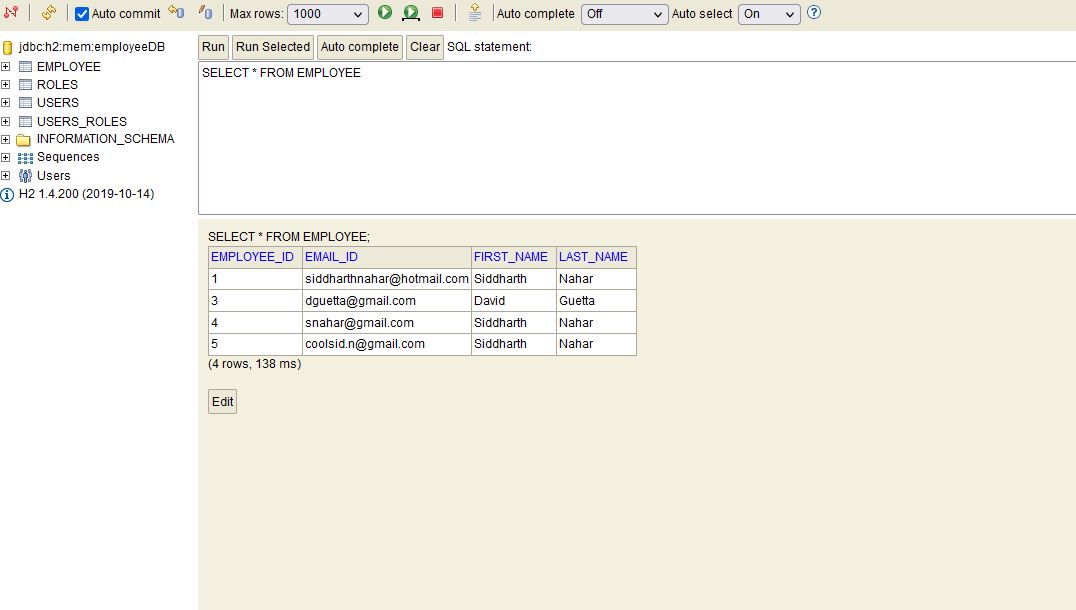 Auto commit Max rows: 1000 Auto complete Off Auto select On ?
jdbc:h2:mem:employeeDB
EMPLOYEE
ROLES
USERS
USERS_ROLES
INFORMATION_SCHEMA
Sequences
Users
H2 1.4.200 (2019-10-14)
Run Run Selected Auto complete Clear SQL statement:
SELECT * FROM EMPLOYEE
SELECT * FROM EMPLOYEE;
EMPLOYEE_ID EMAIL_ID FIRST_NAME LAST_NAME
1 siddharthnahar@hotmail.com Siddharth Nahar
3 dguetta@gmail.com David Guetta
4 snahar@gmail.com Siddharth Nahar
5 coolsid.n@gmail.com Siddharth Nahar
(4 rows, 138 ms)
Edit